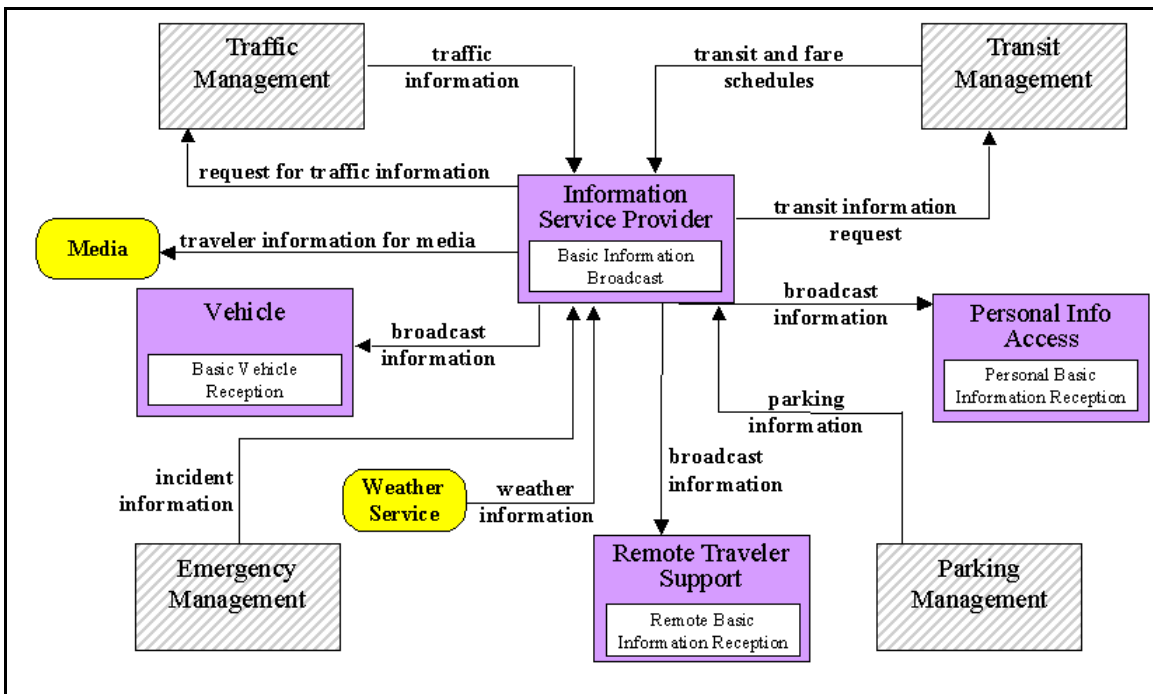 Traffic
Management
traffic
information
transit and fare
schedules
Transit
Management
request for traffic information
Information
Service Provider
Basic Information
Broadcast
transit information
request
Media
traveler information for media
Vehicle
Basic Vehicle
Reception
broadcast
information
broadcast
information
Personal Info
Access
Personal Basic
Information Reception
parking
information
incident
information
Weather
Service
weather
information
broadcast
information
Emergency
Management
Remote Traveler
Support
Remote Basic
Information Reception
Parking
Management